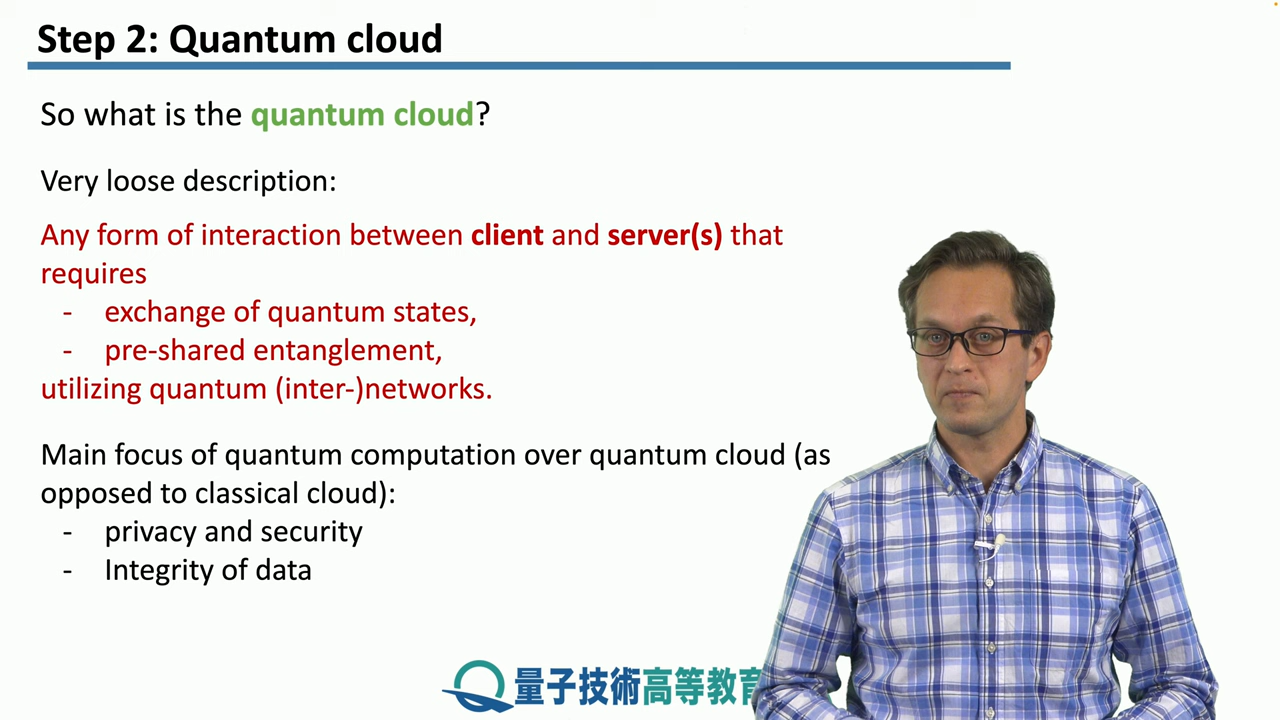 Step 2: Quantum cloud
So what is the quantum cloud?
Very loose description:
Any form of interaction between client and server(s) that
requires
- exchange of quantum states,
- pre-shared entanglement,
utilizing quantum (inter-)networks.
Main focus of quantum computation over quantum cloud (as
opposed to classical cloud):
- privacy and security
- Integrity of data
量子技術高等教育